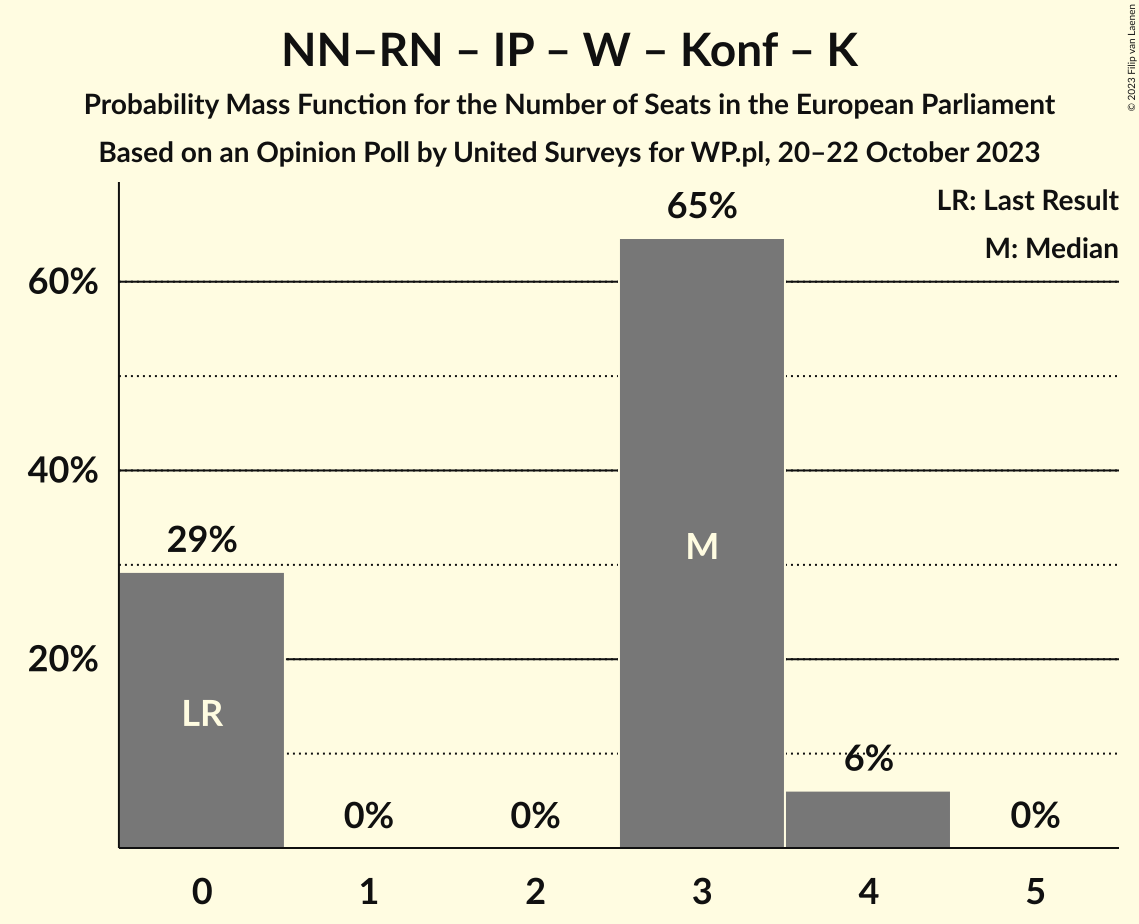 NN–RN – IP – W – Konf – K
Probability Mass Function for the Number of Seats in the European Parliament
Based on an Opinion Poll by United Surveys for WP.pl, 20–22 October 2023
© 2023 Filip van Laenen
LR: Last Result
M: Median
60%
40%
20%
29%
0%
0%
65%
6%
0%
LR
M
0
1
2
3
4
5